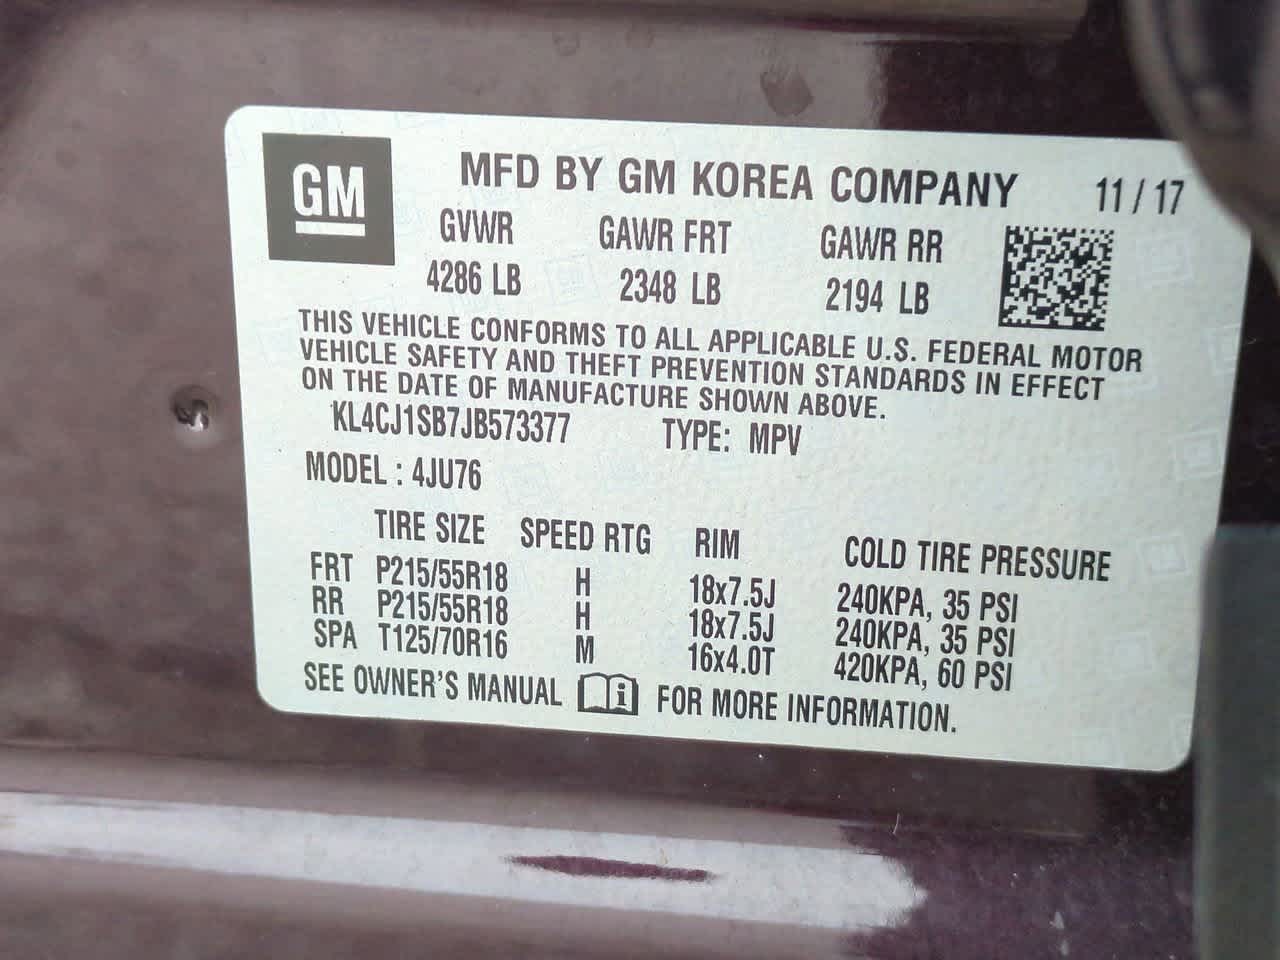 GM
MFD BY GM KOREA COMPANY 11 / 17
GVWR GAWR FRT GAWR RR
4286 LB 2348 LB 2194 LB
THIS VEHICLE CONFORMS TO ALL APPLICABLE U.S. FEDERAL MOTOR
VEHICLE SAFETY AND THEFT PREVENTION STANDARDS IN EFFECT
ON THE DATE OF MANUFACTURE SHOWN ABOVE.
KL4CJ1SB7JB573377 TYPE: MPV
MODEL : 4JU76
TIRE SIZE SPEED RTG RIM COLD TIRE PRESSURE
FRT P215/55R18 H 18x7.5J 240KPA, 35 PSI
RR P215/55R18 H 18x7.5J 240KPA, 35 PSI
SPA T125/70R16 M 16x4.0T 420KPA, 60 PSI
SEE OWNER'S MANUAL i FOR MORE INFORMATION.